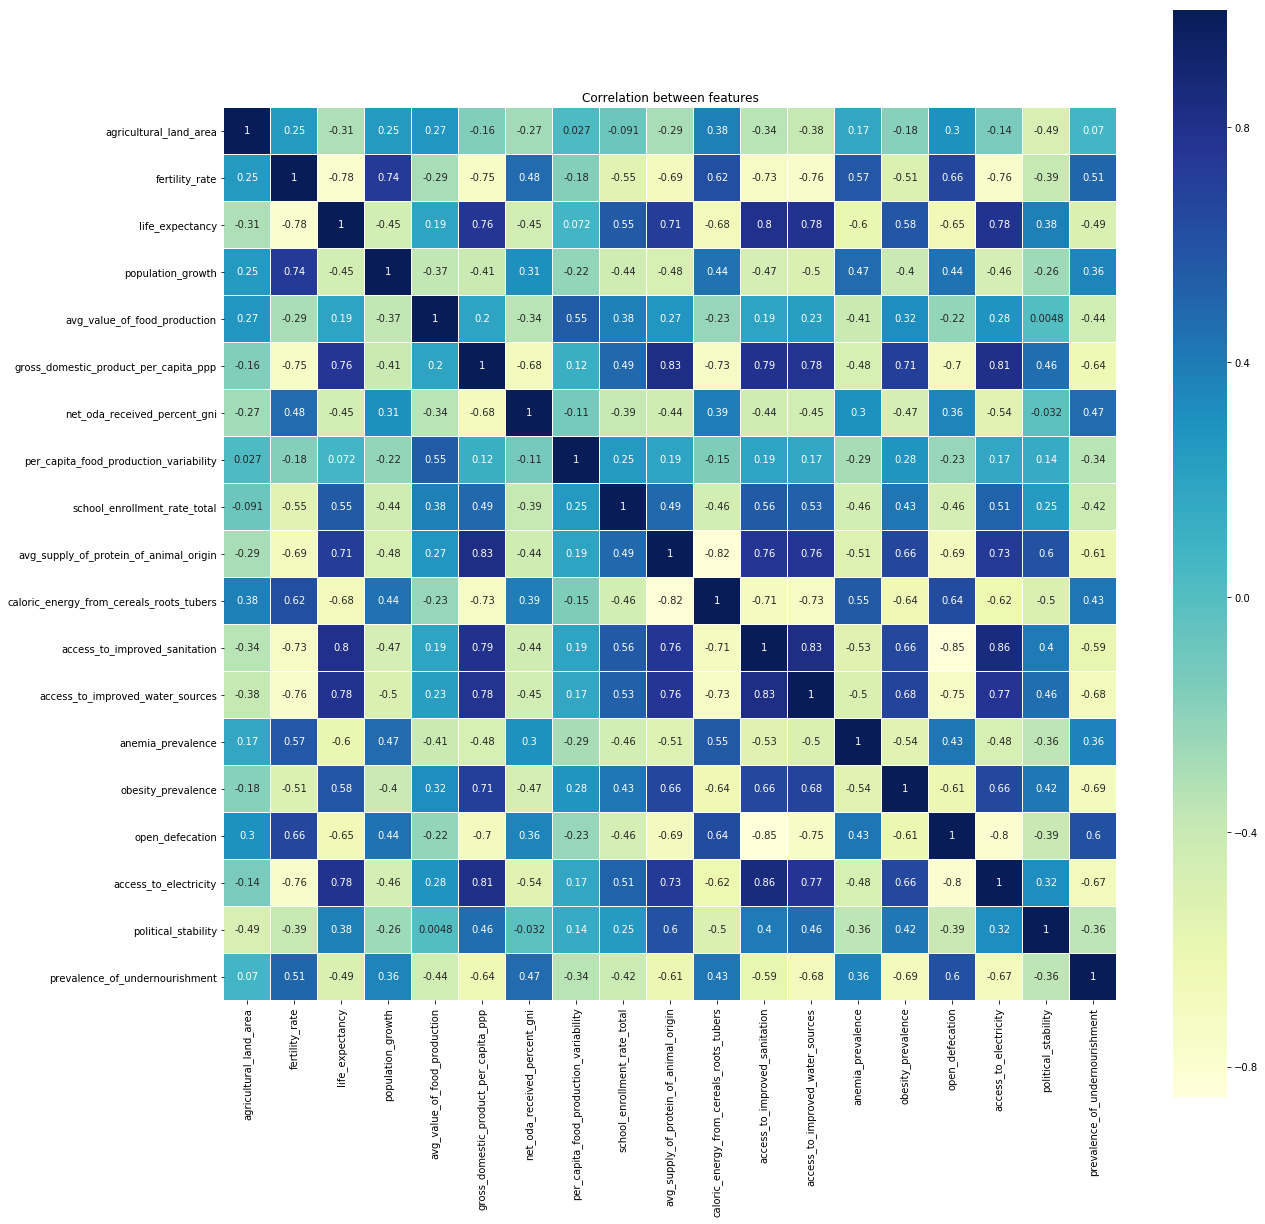 Correlation between features
agricultural_land_area 1 0.25 -0.31 0.25 0.27 -0.16 -0.27 0.027 -0.091 -0.29 0.38 -0.34 -0.38 0.17 -0.18 0.3 -0.14 -0.49 0.07
fertility_rate 0.25 1 -0.78 0.74 -0.29 -0.75 0.48 -0.18 -0.55 -0.69 0.62 -0.73 -0.76 0.57 -0.51 0.66 -0.76 -0.39 0.51
life_expectancy -0.31 -0.78 1 -0.45 0.19 0.76 -0.45 0.072 0.55 0.71 -0.68 0.8 0.78 -0.6 0.58 -0.65 0.78 0.38 -0.49
population_growth 0.25 0.74 -0.45 1 -0.37 -0.41 0.31 -0.22 -0.44 -0.48 0.44 -0.47 -0.5 0.47 -0.4 0.44 -0.46 -0.26 0.36
avg_value_of_food_production 0.27 -0.29 0.19 -0.37 1 0.2 -0.34 0.55 0.38 0.27 -0.23 0.19 0.23 -0.41 0.32 -0.22 0.28 0.0048 -0.44
gross_domestic_product_per_capita_ppp -0.16 -0.75 0.76 -0.41 0.2 1 -0.68 0.12 0.49 0.83 -0.73 0.79 0.78 -0.48 0.71 -0.7 0.81 0.46 -0.64
net_oda_received_percent_gni -0.27 0.48 -0.45 0.31 -0.34 -0.68 1 -0.11 -0.39 -0.44 0.39 -0.44 -0.45 0.3 -0.47 0.36 -0.54 -0.032 0.47
per_capita_food_production_variability 0.027 -0.18 0.072 -0.22 0.55 0.12 -0.11 1 0.25 0.19 -0.15 0.19 0.17 -0.29 0.28 -0.23 0.17 0.14 -0.34
school_enrollment_rate_total -0.091 -0.55 0.55 -0.44 0.38 0.49 -0.39 0.25 1 0.49 -0.46 0.56 0.53 -0.46 0.43 -0.46 0.51 0.25 -0.42
avg_supply_of_protein_of_animal_origin -0.29 -0.69 0.71 -0.48 0.27 0.83 -0.44 0.19 0.49 1 -0.82 0.76 0.76 -0.51 0.66 -0.69 0.73 0.6 -0.61
caloric_energy_from_cereals_roots_tubers 0.38 0.62 -0.68 0.44 -0.23 -0.73 0.39 -0.15 -0.46 -0.82 1 -0.71 -0.73 0.55 -0.64 0.64 -0.62 -0.5 0.43
access_to_improved_sanitation -0.34 -0.73 0.8 -0.47 0.19 0.79 -0.44 0.19 0.56 0.76 -0.71 1 0.83 -0.53 0.66 -0.85 0.86 0.4 -0.59
access_to_improved_water_sources -0.38 -0.76 0.78 -0.5 0.23 0.78 -0.45 0.17 0.53 0.76 -0.73 0.83 1 -0.5 0.68 -0.75 0.77 0.46 -0.68
anemia_prevalence 0.17 0.57 -0.6 0.47 -0.41 -0.48 0.3 -0.29 -0.46 -0.51 0.55 -0.53 -0.5 1 -0.54 0.43 -0.48 -0.36 0.36
obesity_prevalence -0.18 -0.51 0.58 -0.4 0.32 0.71 -0.47 0.28 0.43 0.66 -0.64 0.66 0.68 -0.54 1 -0.61 0.66 0.42 -0.69
open_defecation 0.3 0.66 -0.65 0.44 -0.22 -0.7 0.36 -0.23 -0.46 -0.69 0.64 -0.85 -0.75 0.43 -0.61 1 -0.8 -0.39 0.6
access_to_electricity -0.14 -0.76 0.78 -0.46 0.28 0.81 -0.54 0.17 0.51 0.73 -0.62 0.86 0.77 -0.48 0.66 -0.8 1 0.32 -0.67
political_stability -0.49 -0.39 0.38 -0.26 0.0048 0.46 -0.032 0.14 0.25 0.6 -0.5 0.4 0.46 -0.36 0.42 -0.39 0.32 1 -0.36
prevalence_of_undernourishment 0.07 0.51 -0.49 0.36 -0.44 -0.64 0.47 -0.34 -0.42 -0.61 0.43 -0.59 -0.68 0.36 -0.69 0.6 -0.67 -0.36 1
agricultural_land_area
fertility_rate
life_expectancy
population_growth
avg_value_of_food_production
gross_domestic_product_per_capita_ppp
net_oda_received_percent_gni
per_capita_food_production_variability
school_enrollment_rate_total
avg_supply_of_protein_of_animal_origin
caloric_energy_from_cereals_roots_tubers
access_to_improved_sanitation
access_to_improved_water_sources
anemia_prevalence
obesity_prevalence
open_defecation
access_to_electricity
political_stability
prevalence_of_undernourishment
0.8
0.4
0.0
−0.4
−0.8